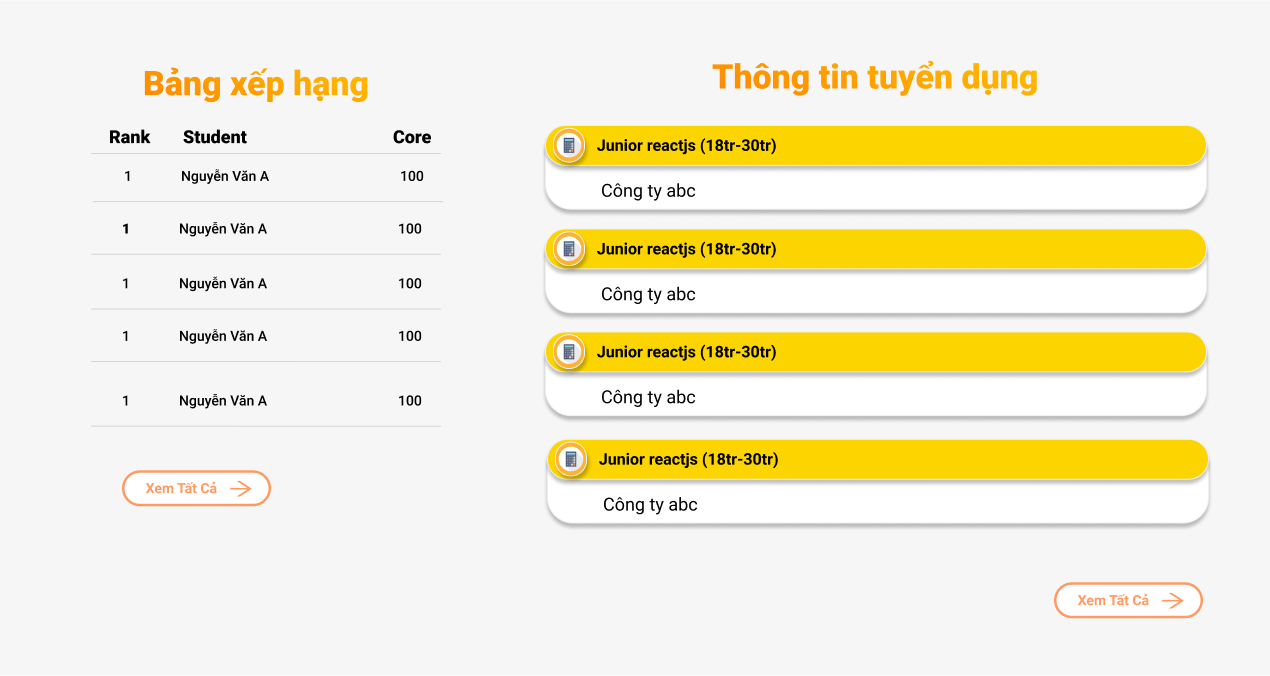 Bảng xếp hạng
Rank Student Core
1 Nguyễn Văn A 100
1 Nguyễn Văn A 100
1 Nguyễn Văn A 100
1 Nguyễn Văn A 100
1 Nguyễn Văn A 100
Xem Tất Cả
Thông tin tuyển dụng
Junior reactjs (18tr-30tr)
Công ty abc
Junior reactjs (18tr-30tr)
Công ty abc
Junior reactjs (18tr-30tr)
Công ty abc
Junior reactjs (18tr-30tr)
Công ty abc
Xem Tất Cả